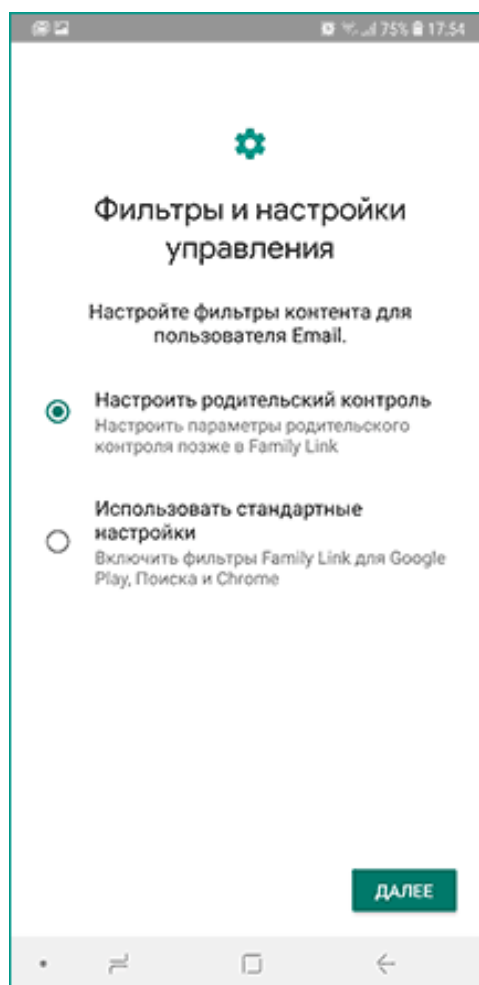 75% 17:54
Фильтры и настройки
управления
Настройте фильтры контента для
пользователя Email.
Настроить родительский контроль
Настроить параметры родительского
контроля позже в Family Link
Использовать стандартные
настройки
Включить фильтры Family Link для Google
Play, Поиска и Chrome
ДАЛЕЕ